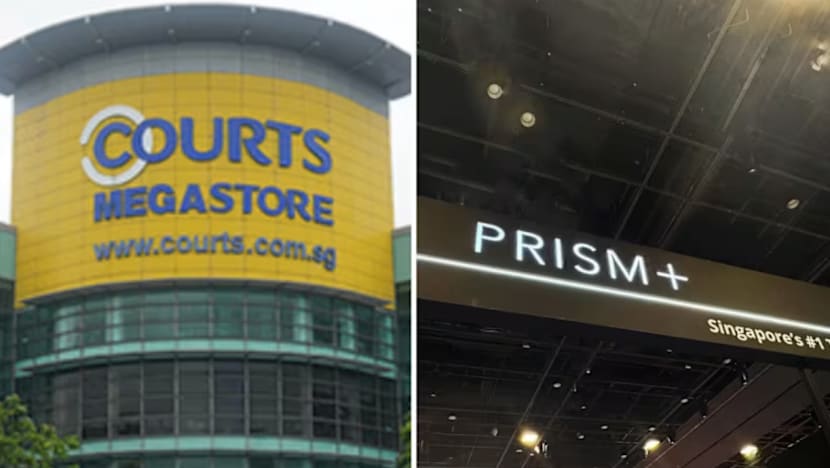 COURTS
MEGASTORE
www.courts.com.sg
PRISM+
Singapore's #1